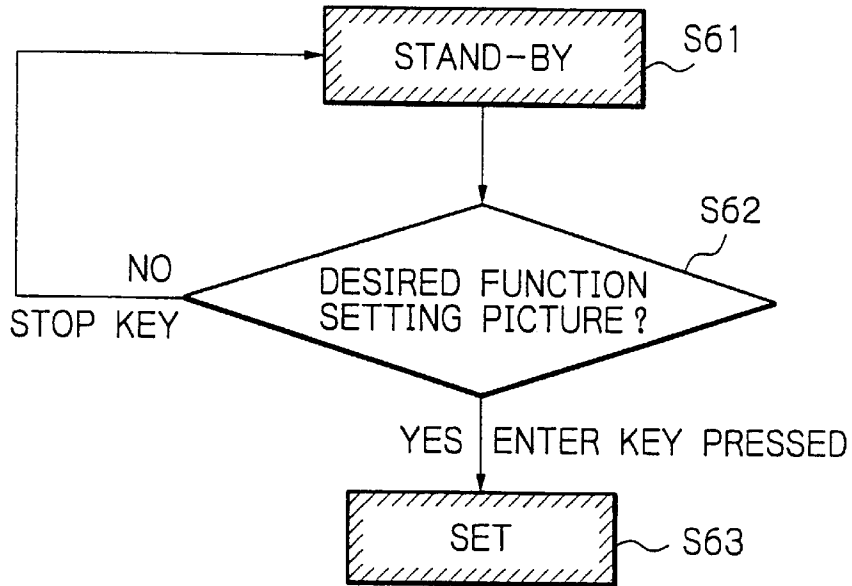 STAND-BY
S61
S62
DESIRED FUNCTION
SETTING PICTURE?
NO
STOP KEY
YES ENTER KEY PRESSED
SET
S63